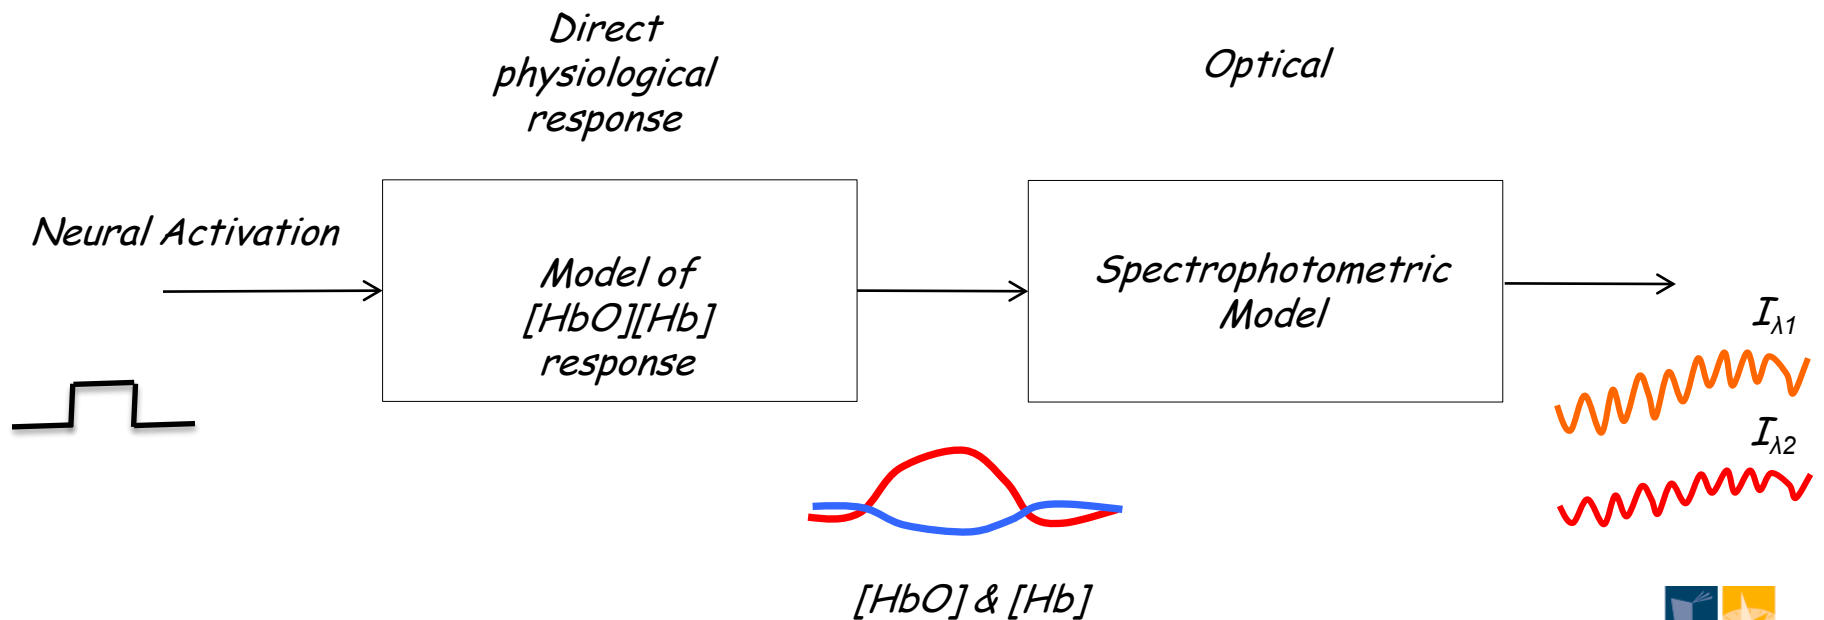 Direct
physiological
response
Optical
Neural Activation
Model of
[HbO][Hb]
response
Spectrophotometric
Model
Iλ1
Iλ2
[HbO] & [Hb]